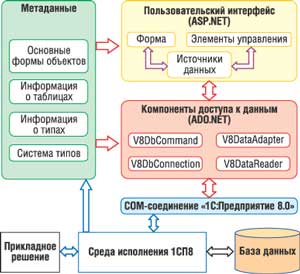 Метаданные
Основные
формы объектов
Информация
о таблицах
Информация
о типах
Система типов
Пользовательский интерфейс
(ASP.NET)
Форма
Элементы управления
Источники
данных
Компоненты доступа к данным
(ADO.NET)
V8DbCommand
V8DataAdapter
V8DbConnection
V8DataReader
COM-соединение «1С:Предприятие 8.0»
Прикладное
решение
Среда исполнения 1СП8
База данных